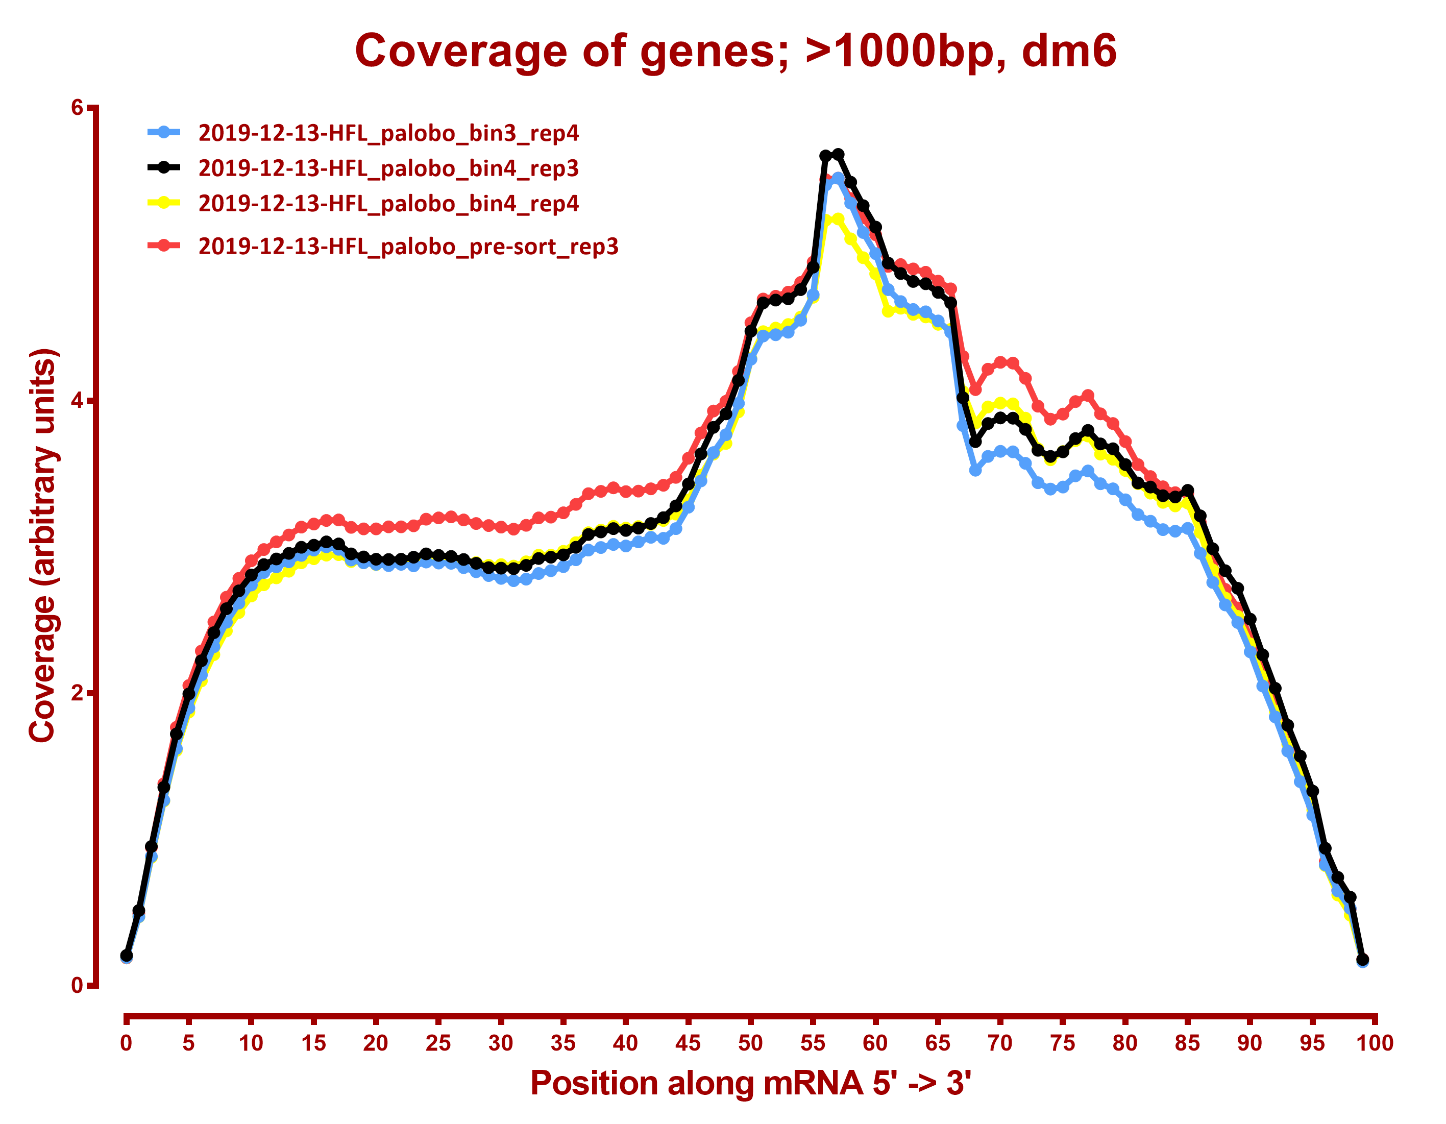 Coverage of genes; >1000bp, dm6
2019-12-13-HFL_palobo_bin3_rep4
2019-12-13-HFL_palobo_bin4_rep3
2019-12-13-HFL_palobo_bin4_rep4
2019-12-13-HFL_palobo_pre-sort_rep3
Coverage (arbitrary units)
6
4
2
0
0 5 10 15 20 25 30 35 40 45 50 55 60 65 70 75 80 85 90 95 100
Position along mRNA 5' -> 3'